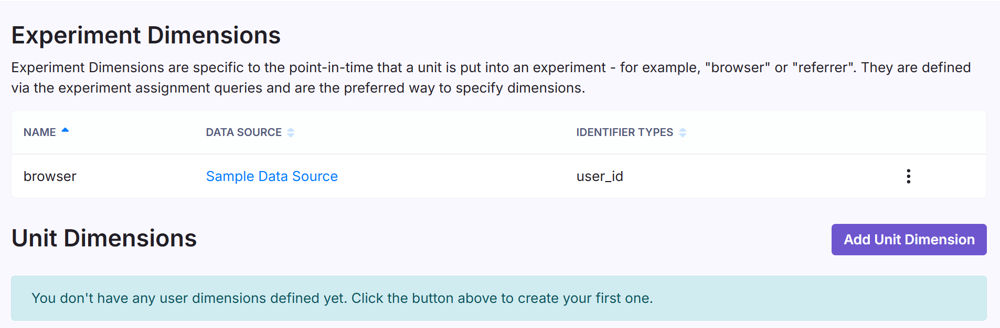 Experiment Dimensions
Experiment Dimensions are specific to the point-in-time that a unit is put into an experiment - for example, "browser" or "referrer". They are defined
via the experiment assignment queries and are the preferred way to specify dimensions.
NAME DATA SOURCE IDENTIFIER TYPES
browser Sample Data Source user_id
Unit Dimensions
Add Unit Dimension
You don't have any user dimensions defined yet. Click the button above to create your first one.